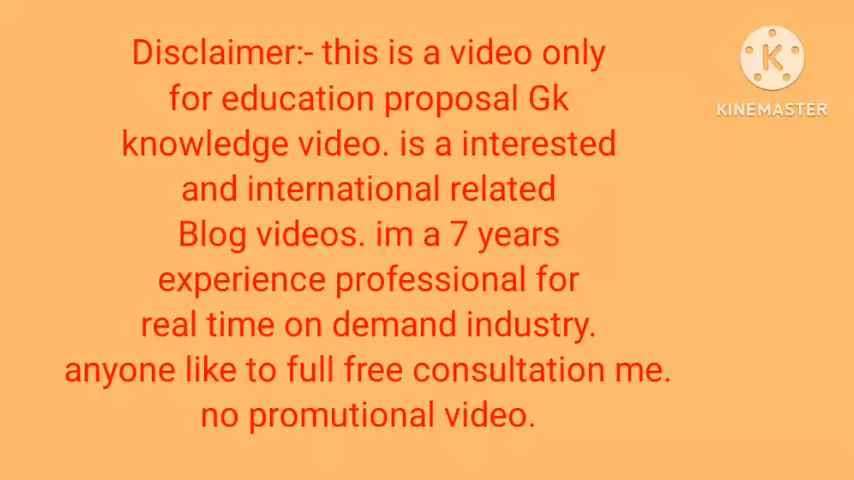 Disclaimer:- this is a video only
for education proposal Gk
knowledge video. is a interested
and international related
Blog videos. im a 7 years
experience professional for
real time on demand industry.
anyone like to full free consultation me.
no promutional video.
K
KINEMASTER